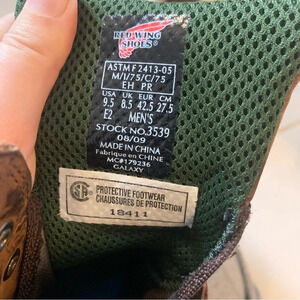 RED WING
SHOES®
ASTM F 2413-05
M/I/75/C/75
EH PR
USA UK EUR CM
9.5 8.5 42.5 27.5
E2 MEN'S
STOCK NO.3539
08/09
MADE IN CHINA
Fabriqué en CHINE
MC#179236
GALAXY
PROTECTIVE FOOTWEAR
CHAUSSURES DE PROTECTION
18411